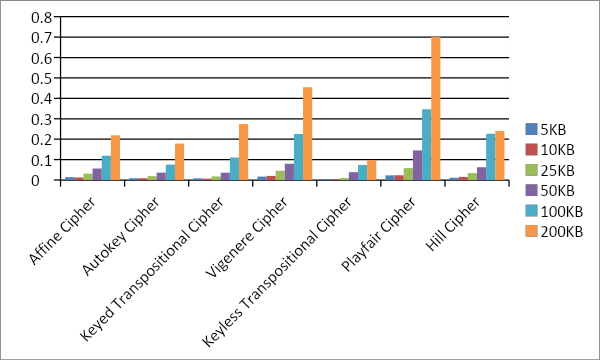 0.8
0.7
0.6
0.5
0.4
0.3
0.2
0.1
0
Affine Cipher
Autokey Cipher
Keyed Transpositional Cipher
Vigenere Cipher
Keyless Transpositional Cipher
Playfair Cipher
Hill Cipher
5KB
10KB
25KB
50KB
100KB
200KB